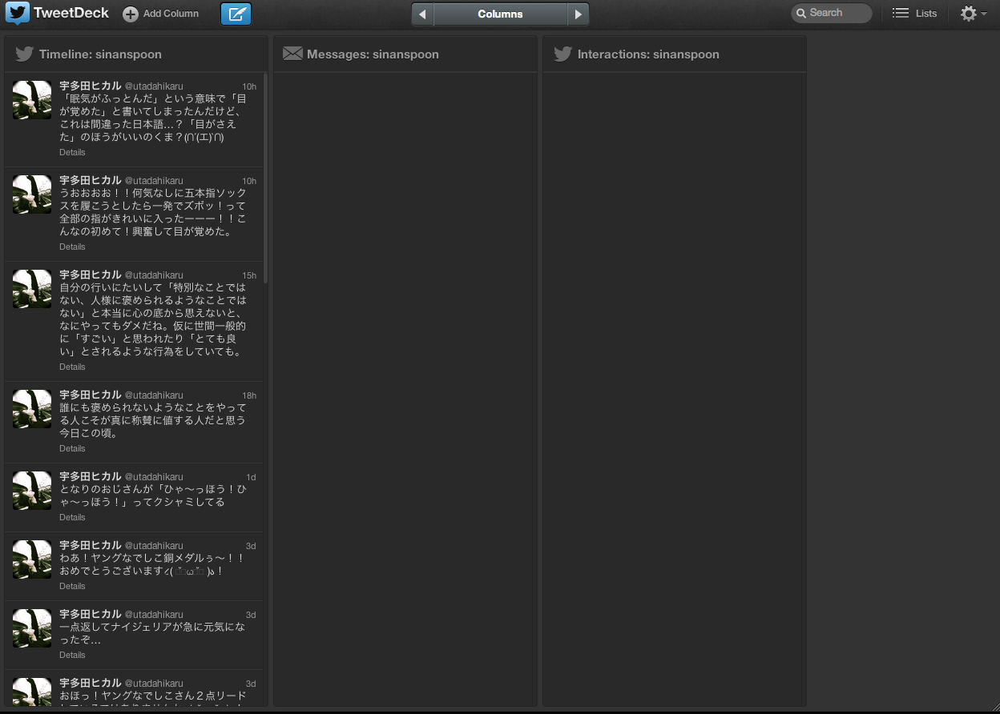 TweetDeck
Add Column
Columns
Search
Lists
Timeline: sinanspoon
Messages: sinanspoon
Interactions: sinanspoon
宇多田ヒカル @utadahikaru 10h
「眠気がふっとんだ」という意味で「目
が覚めた」と書いてしまったんだけど、
これは間違った日本語…？「目がさえ
た」のほうがいいのくま？(∩´(エ)`∩)
Details
宇多田ヒカル @utadahikaru 10h
うおおおお！！何気なしに五本指ソック
スを履こうとしたら一発でズボッ！って
全部の指がきれいに入ったーーー！！こ
んなの初めて！興奮して目が覚めた。
Details
宇多田ヒカル @utadahikaru 15h
自分の行いにたいして「特別なことでは
ない、人様に褒められるようなことでは
ない」と本当に心の底から思えないと、
なにやってもダメだね。仮に世間一般的
に「すごい」と思われたり「とても良
い」とされるような行為をしていても。
Details
宇多田ヒカル @utadahikaru 18h
誰にも褒められないようなことをやって
る人こそが真に称賛に値する人だと思う
今日この頃。
Details
宇多田ヒカル @utadahikaru 1d
となりのおじさんが「ひゃ〜っほう！ひ
ゃ〜っほう！」ってクシャミしてる
Details
宇多田ヒカル @utadahikaru 3d
わあ！ヤングなでしこ銅メダルぅ〜！！
おめでとうございます
Details
宇多田ヒカル @utadahikaru 3d
一点返してナイジェリアが急に元気にな
ったぞ…
Details
宇多田ヒカル @utadahikaru 3d
おほっ！ヤングなでしこさん２点リード